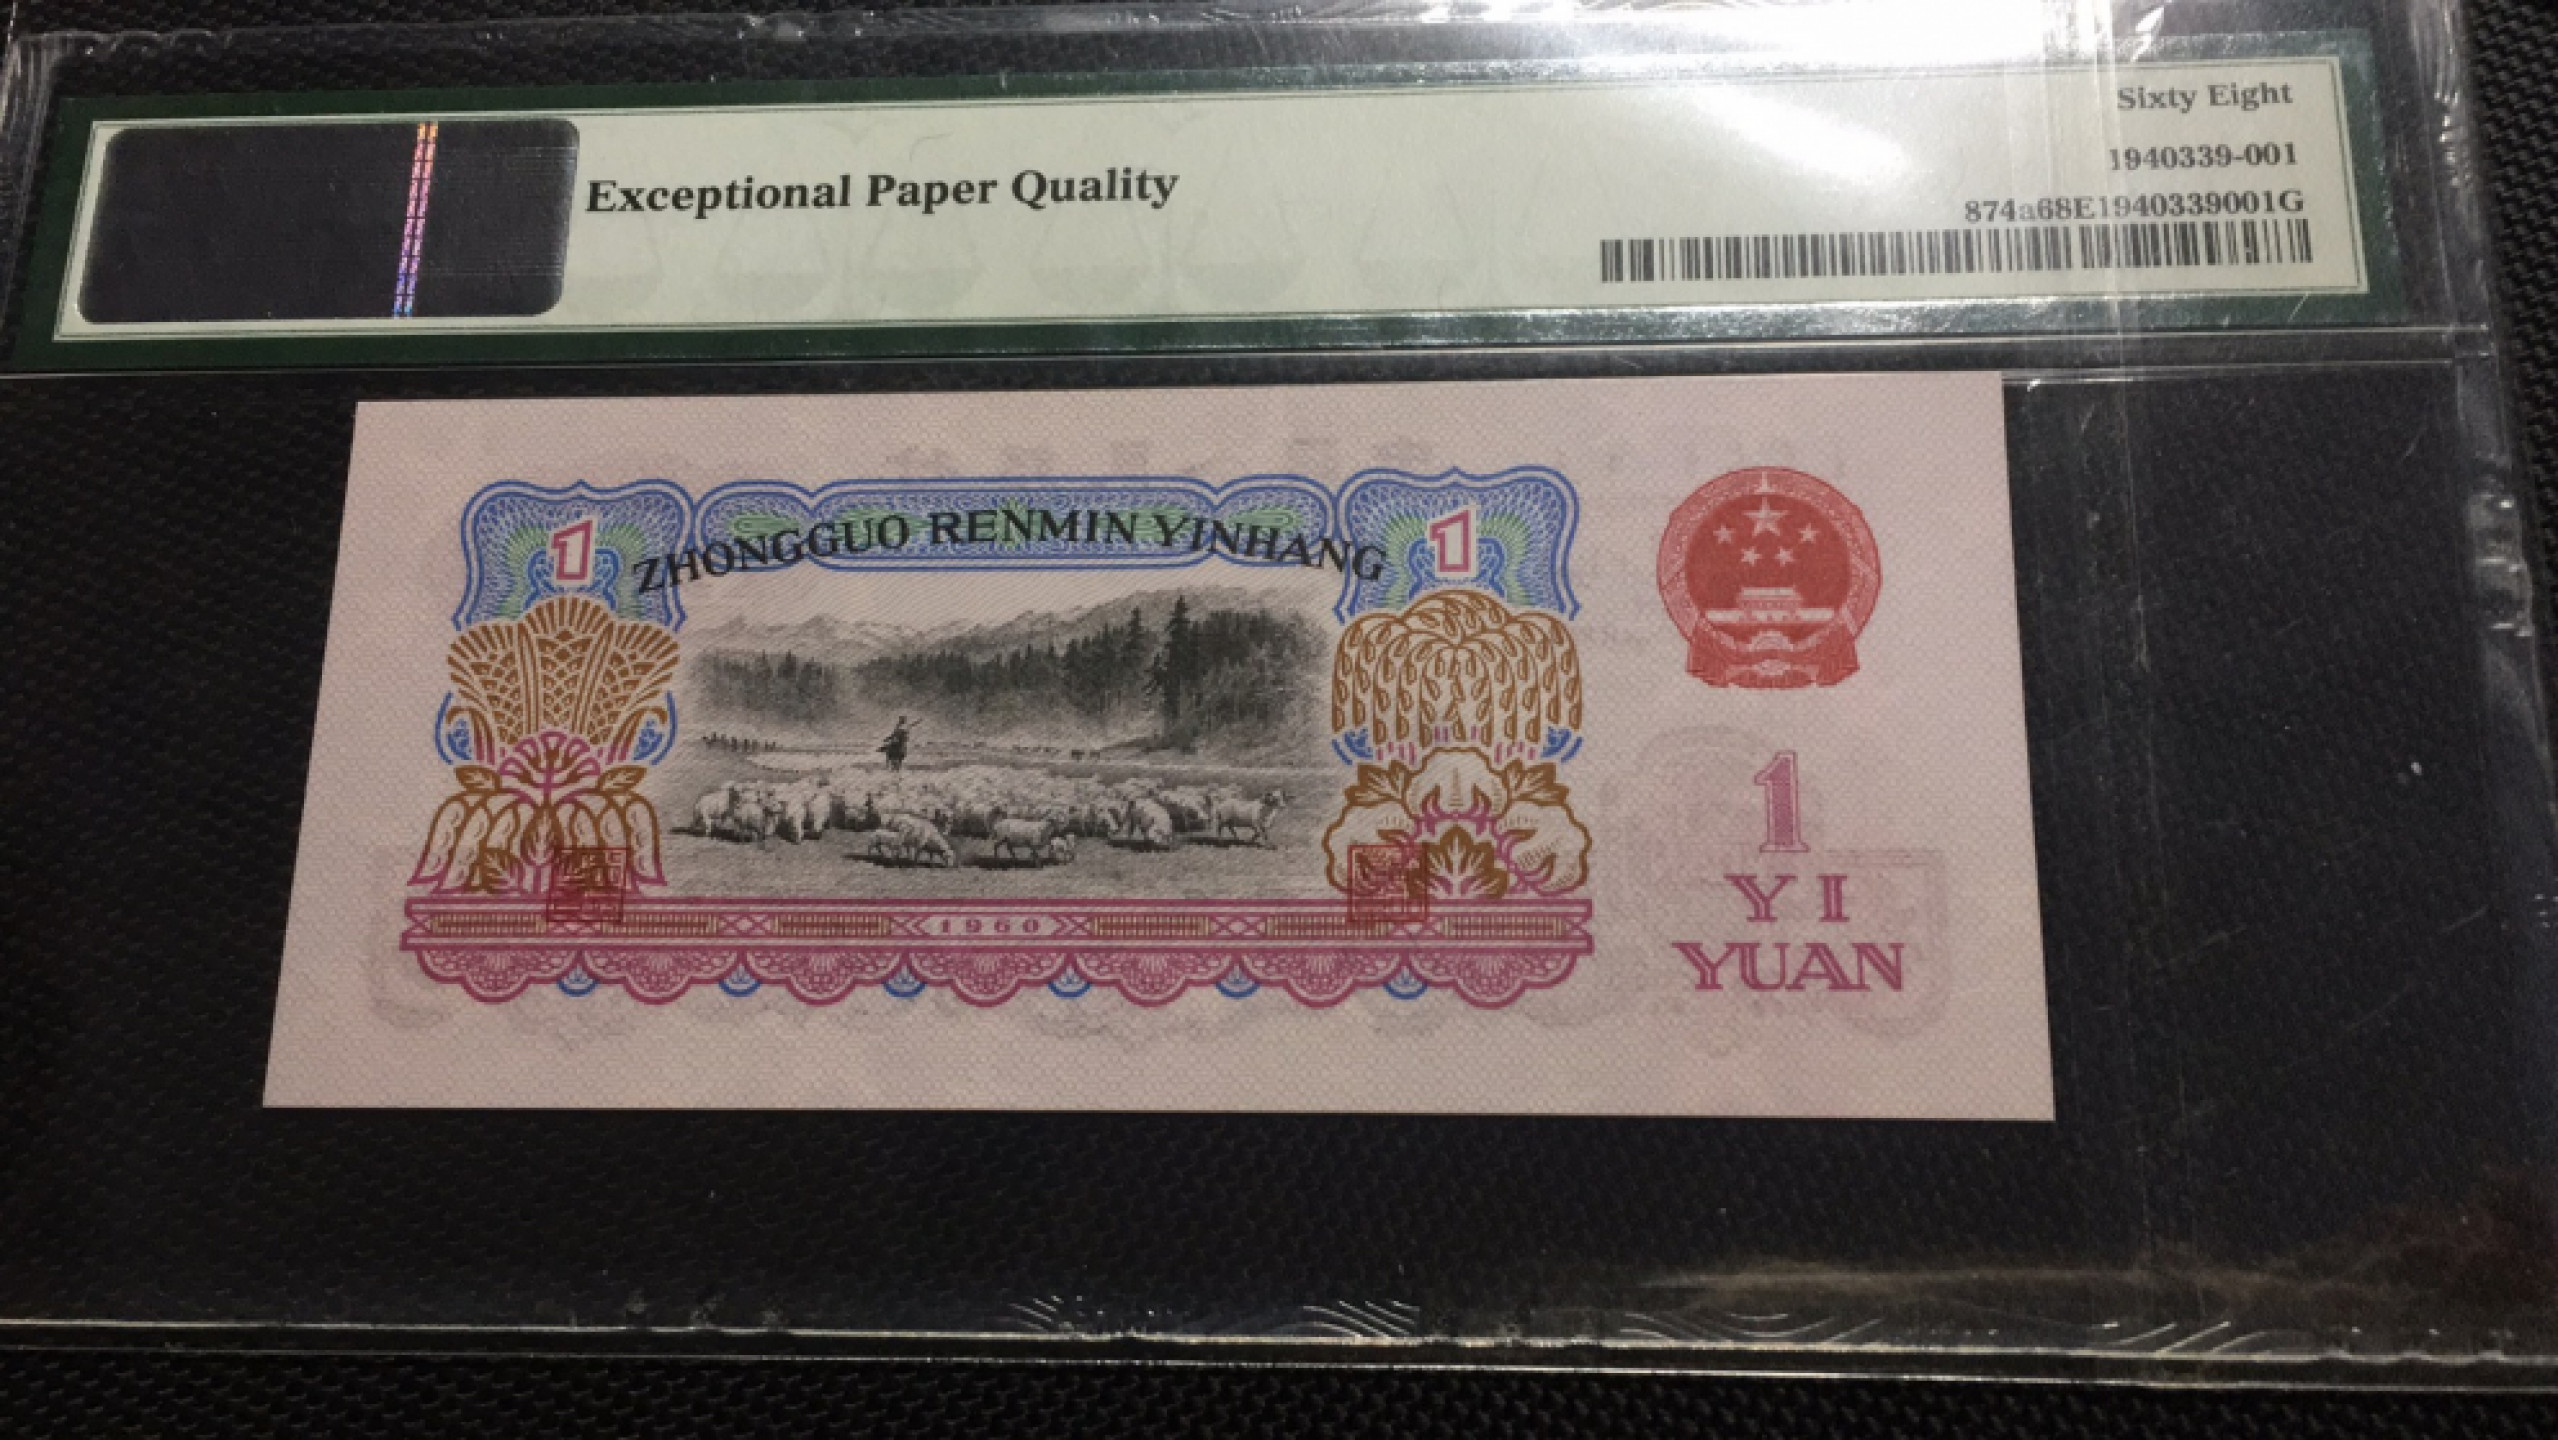 Sixty Eight
1940339-001
Exceptional Paper Quality
874a68E1940339001G
1
ZHONGGUO RENMIN YINHANG
1
1960
1
YI
YUAN